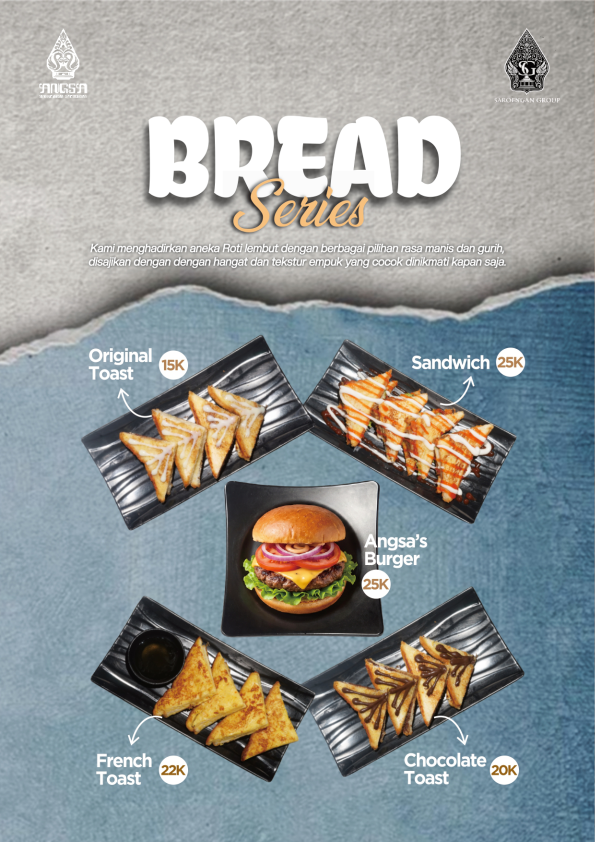 ANGSA
SAROPAGAN GROUP
BREAD
Series
Kami menghadirkan aneka Roti lembut dengan berbagai pilihan rasa manis dan gurih,
disajikan dengan dengan hangat dan tekstur empuk yang cocok dinikmati kapan saja.
Original
Toast
15K
Sandwich
25K
Angsa's
Burger
25K
French
Toast
22K
Chocolate
Toast
20K